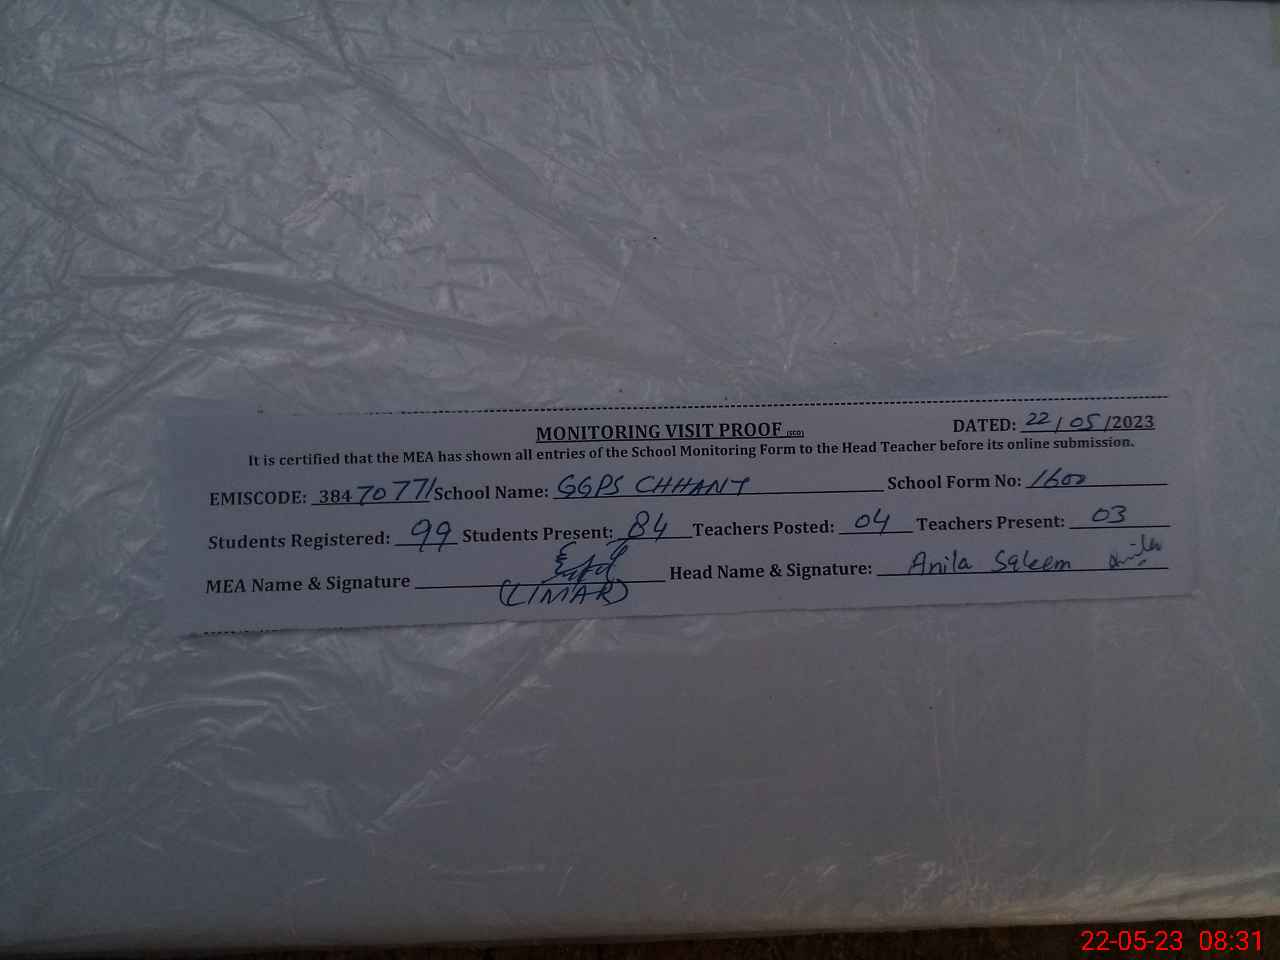 MONITORING VISIT PROOF (SED) DATED: 22/05/2023
It is certified that the MEA has shown all entries of the School Monitoring Form to the Head Teacher before its online submission.
EMISCODE: 38470771 School Name: GGPS CHHANT School Form No: 1600
Students Registered: 99 Students Present: 84 Teachers Posted: 04 Teachers Present: 03
MEA Name & Signature Head Name & Signature: Anila Saleem
(UMAR)
22-05-23 08:31